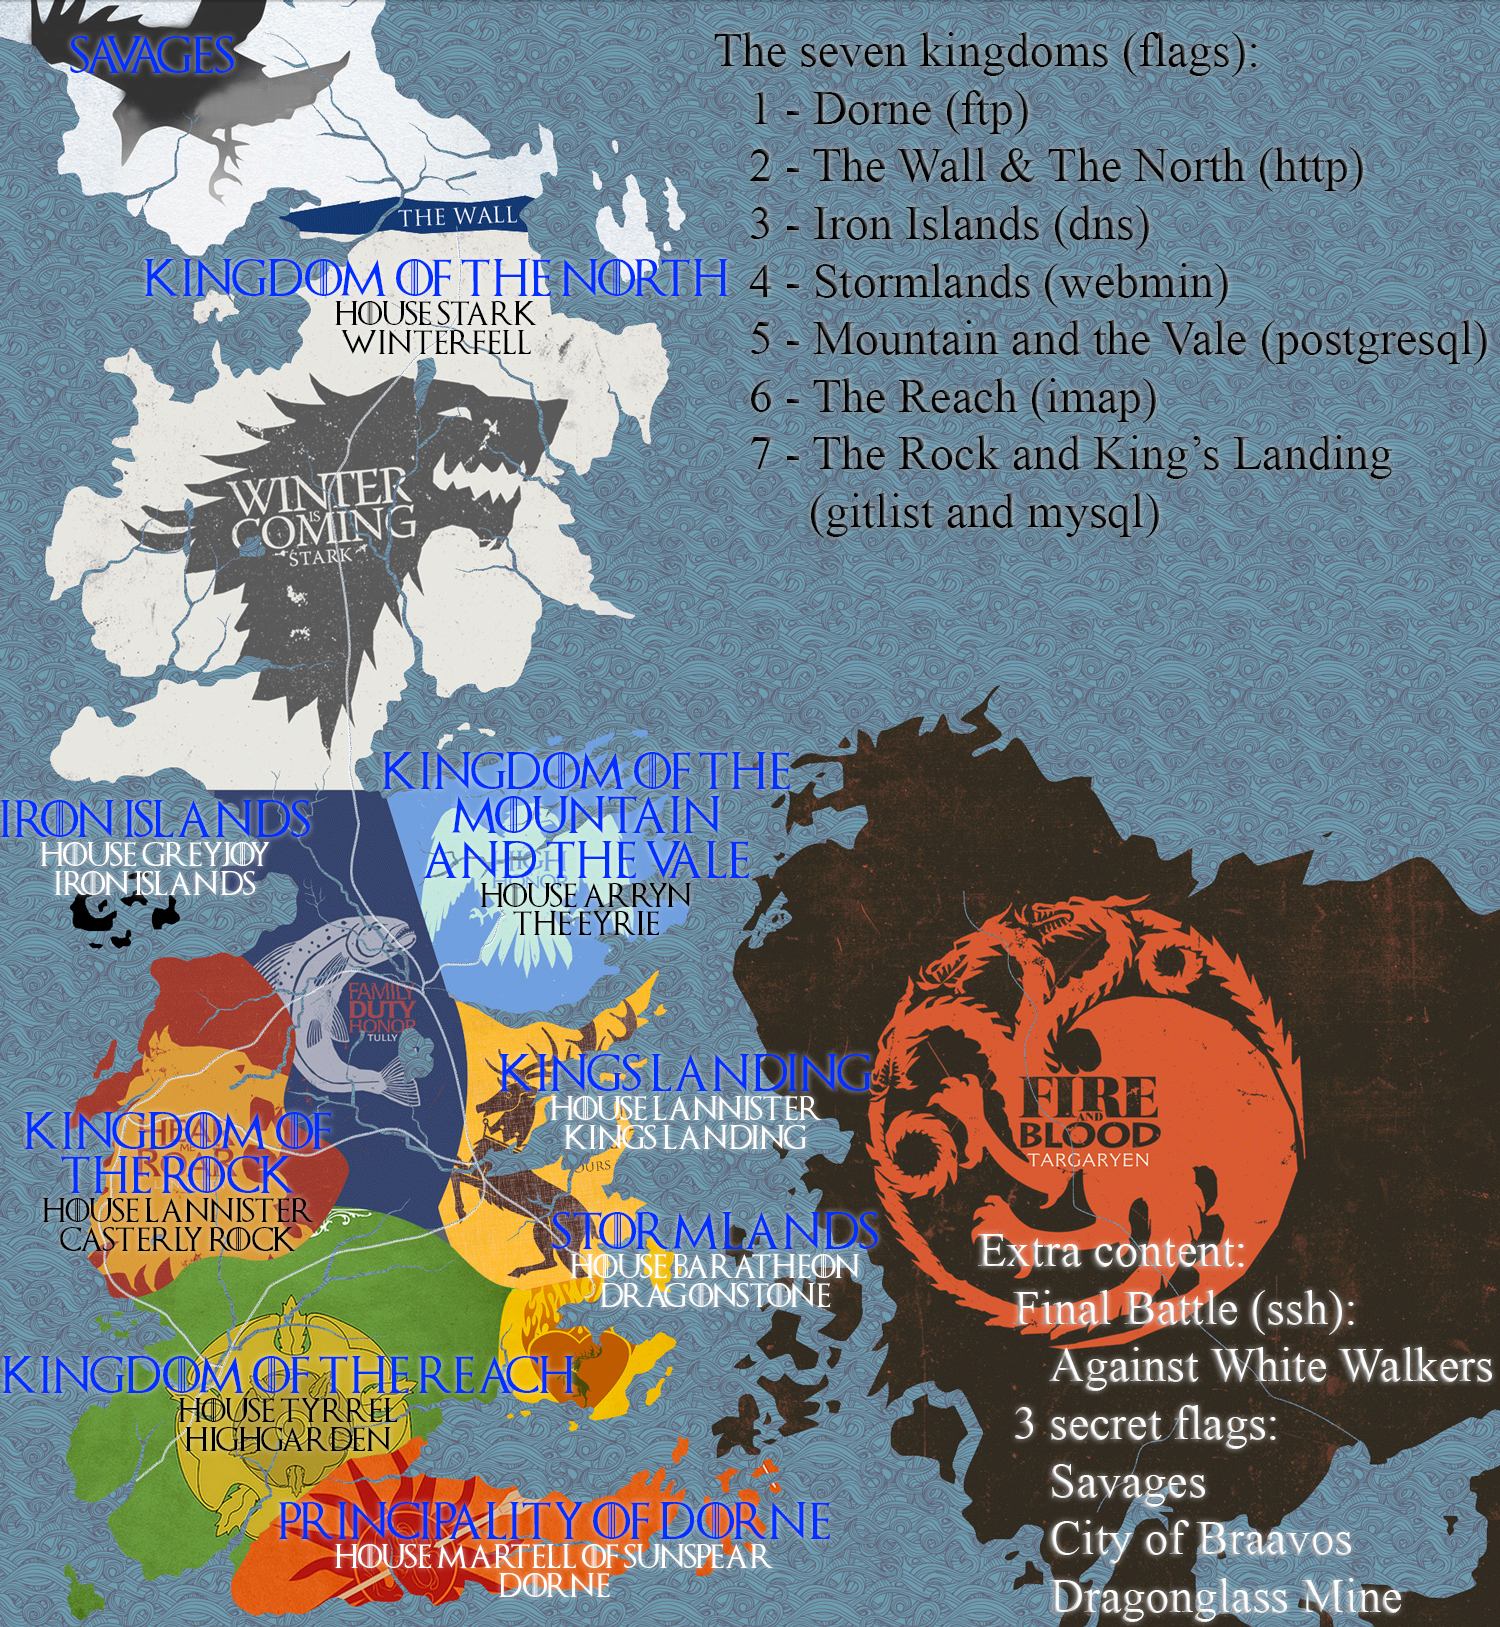 SAVAGES
The seven kingdoms (flags):
1 - Dorne (ftp)
2 - The Wall & The North (http)
3 - Iron Islands (dns)
4 - Stormlands (webmin)
5 - Mountain and the Vale (postgresql)
6 - The Reach (imap)
7 - The Rock and King's Landing
(gitlist and mysql)
THE WALL
KINGDOM OF THE NORTH
HOUSE STARK
WINTERFELL
WINTER
IS
COMING
STARK
KINGDOM OF THE
MOUNTAIN
AND THE VALE
HOUSE ARRYN
THE EYRIE
HIGH
HONOR
IRON ISLANDS
HOUSE GREYJOY
IRON ISLANDS
FAMILY
DUTY
HONOR
TULLY
KINGS LANDING
HOUSE LANNISTER
KINGS LANDING
OURS
KINGDOM OF
THE ROCK
HOUSE LANNISTER
CASTERLY ROCK
HEAR
ME
ROAR
STORMLANDS
HOUSE BARATHEON
DRAGONSTONE
FIRE
AND
BLOOD
TARGARYEN
KINGDOM OF THE REACH
HOUSE TYRREL
HIGHGARDEN
PRINCIPALITY OF DORNE
HOUSE MARTELL OF SUNSPEAR
DORNE
Extra content:
Final Battle (ssh):
Against White Walkers
3 secret flags:
Savages
City of Braavos
Dragonglass Mine